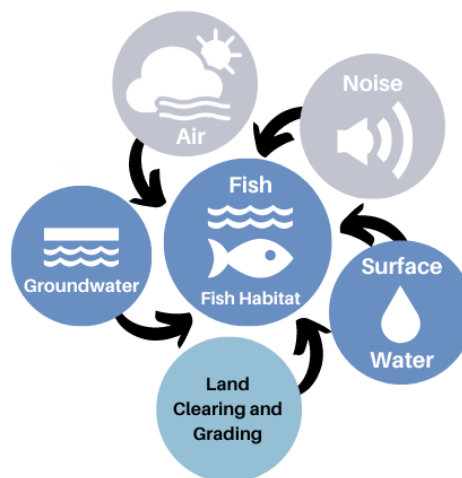 Air
Noise
Fish
Fish Habitat
Groundwater
Surface
Water
Land
Clearing and
Grading